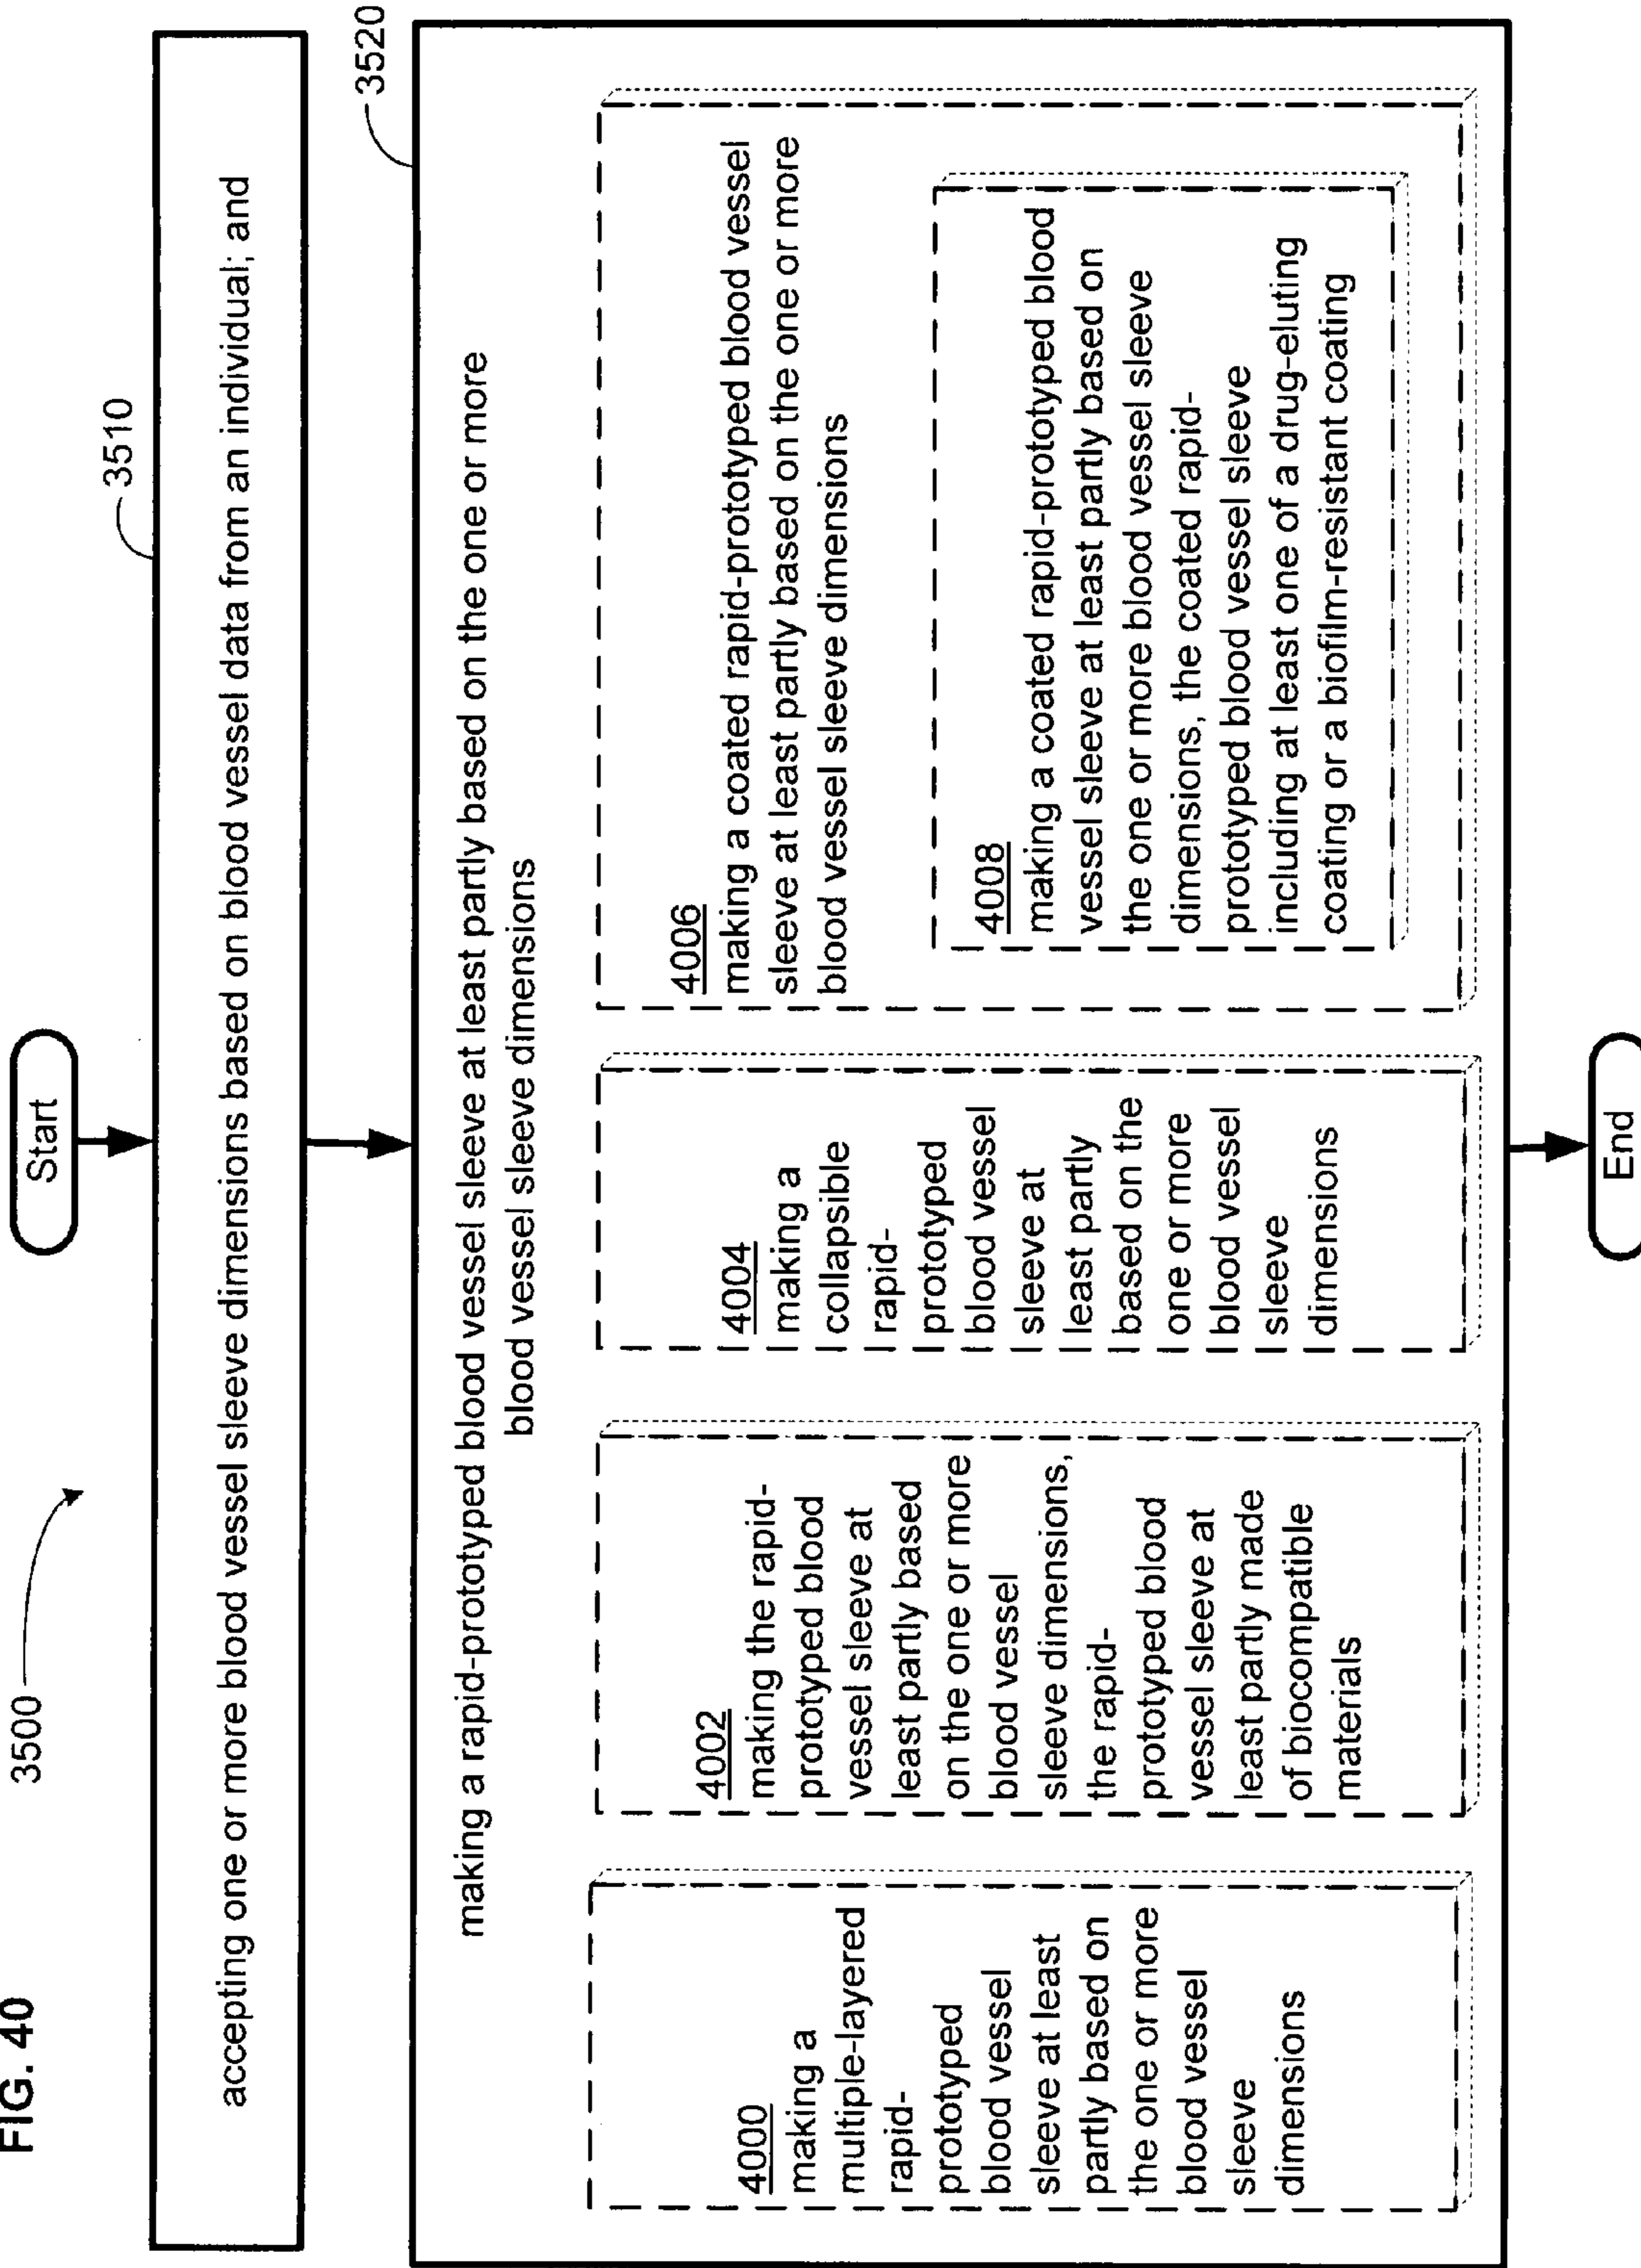 FIG. 40
3500
Start
3510
accepting one or more blood vessel sleeve dimensions based on blood vessel data from an individual; and
3520
making a rapid-prototyped blood vessel sleeve at least partly based on the one or more
blood vessel sleeve dimensions
4000
making a
multiple-layered
rapid-
prototyped
blood vessel
sleeve at least
partly based on
the one or more
blood vessel
sleeve
dimensions
4002
making the rapid-
prototyped blood
vessel sleeve at
least partly based
on the one or more
blood vessel
sleeve dimensions,
the rapid-
prototyped blood
vessel sleeve at
least partly made
of biocompatible
materials
4004
making a
collapsible
rapid-
prototyped
blood vessel
sleeve at
least partly
based on the
one or more
blood vessel
sleeve
dimensions
4006
making a coated rapid-prototyped blood vessel
sleeve at least partly based on the one or more
blood vessel sleeve dimensions
4008
making a coated rapid-prototyped blood
vessel sleeve at least partly based on
the one or more blood vessel sleeve
dimensions, the coated rapid-
prototyped blood vessel sleeve
including at least one of a drug-eluting
coating or a biofilm-resistant coating
End